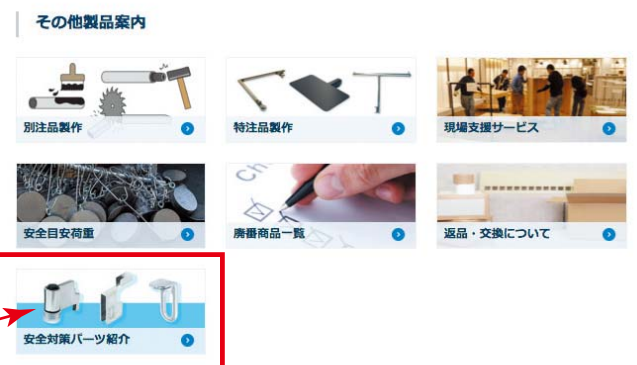 その他製品案内
別注品製作
特注品製作
現場支援サービス
安全目安荷重
廃番商品一覧
返品・交換について
安全対策パーツ紹介